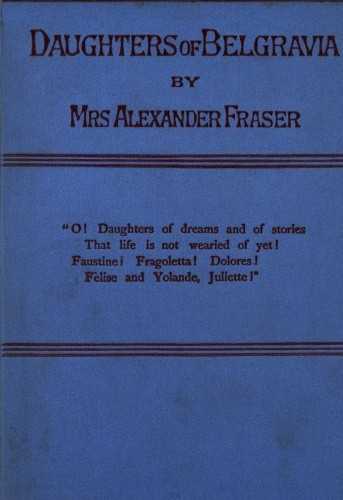 DAUGHTERS OF BELGRAVIA
BY
MRS ALEXANDER FRASER
"O! Daughters of dreams and of stories
That life is not wearied of yet!
Faustine! Fragoletta! Dolores!
Félise and Yolande, Juliette!"